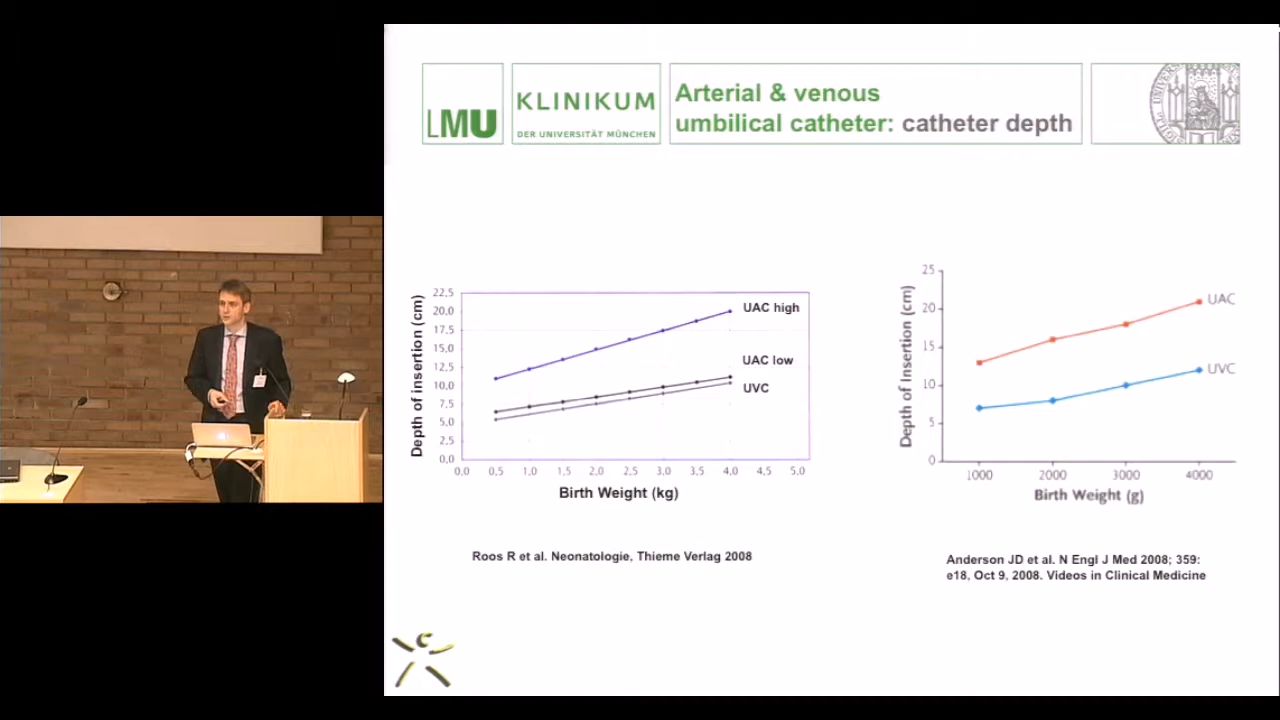 LMU
KLINIKUM
DER UNIVERSITÄT MÜNCHEN
Arterial & venous
umbilical catheter: catheter depth
Depth of insertion (cm)
22,5
20,0
17,5
15,0
12,5
10,0
7,5
5,0
2,5
0,0
0,0 0,5 1,0 1,5 2,0 2,5 3,0 3,5 4,0 4,5 5,0
UAC high
UAC low
UVC
Birth Weight (kg)
Roos R et al. Neonatologie, Thieme Verlag 2008
Depth of Insertion (cm)
25
20
15
10
5
0
1000 2000 3000 4000
UAC
UVC
Birth Weight (g)
Anderson JD et al. N Engl J Med 2008; 359:
e18, Oct 9, 2008. Videos in Clinical Medicine